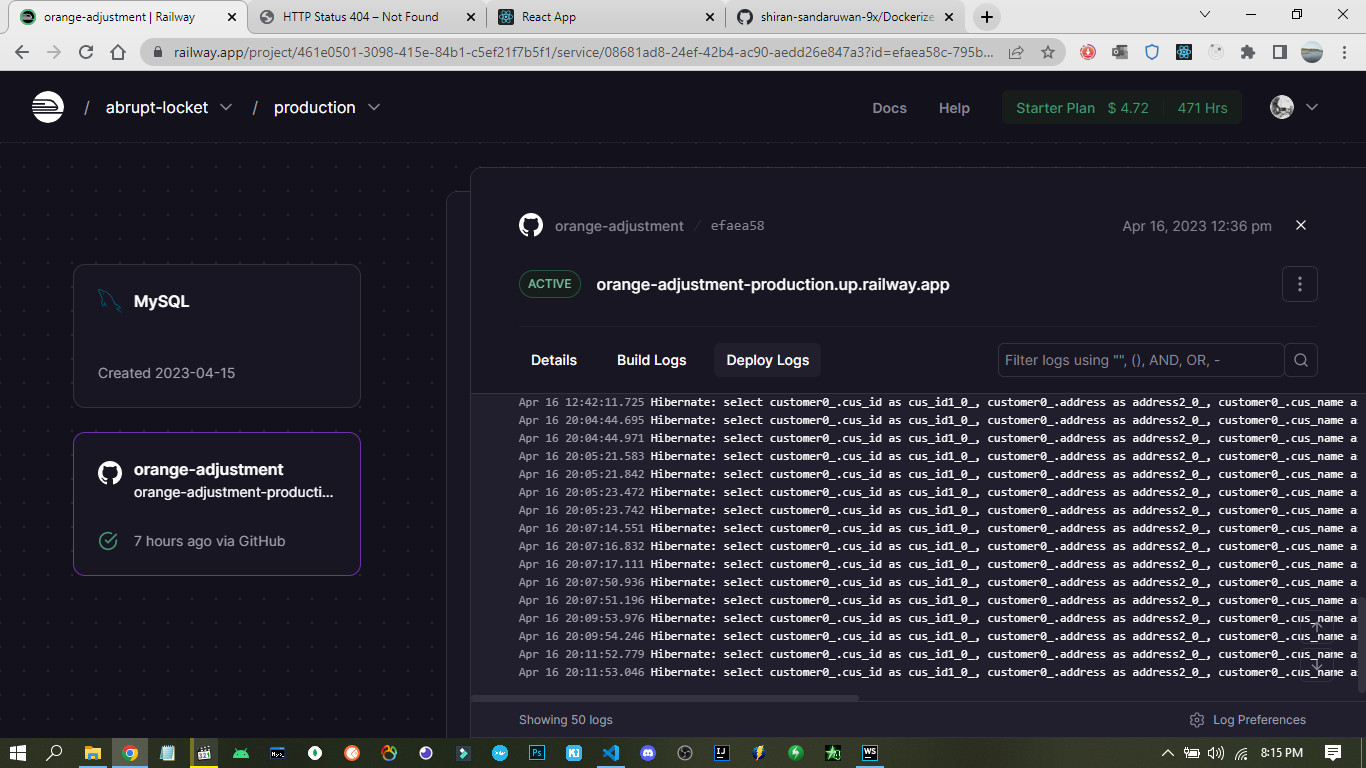 orange-adjustment | Railway
HTTP Status 404 – Not Found
React App
shiran-sandaruwan-9x/Dockerize
railway.app/project/461e0501-3098-415e-84b1-c5ef21f7b5f1/service/08681ad8-24ef-42b4-ac90-aedd26e847a3?id=efaea58c-795b...
/ abrupt-locket / production
Docs Help Starter Plan $ 4.72 471 Hrs
orange-adjustment / efaea58 Apr 16, 2023 12:36 pm
ACTIVE orange-adjustment-production.up.railway.app
MySQL
Created 2023-04-15
orange-adjustment
orange-adjustment-producti...
7 hours ago via GitHub
Details Build Logs Deploy Logs Filter logs using "", (), AND, OR, -
Apr 16 12:42:11.725 Hibernate: select customer0_.cus_id as cus_id1_0_, customer0_.address as address2_0_, customer0_.cus_name a
Apr 16 20:04:44.695 Hibernate: select customer0_.cus_id as cus_id1_0_, customer0_.address as address2_0_, customer0_.cus_name a
Apr 16 20:04:44.971 Hibernate: select customer0_.cus_id as cus_id1_0_, customer0_.address as address2_0_, customer0_.cus_name a
Apr 16 20:05:21.583 Hibernate: select customer0_.cus_id as cus_id1_0_, customer0_.address as address2_0_, customer0_.cus_name a
Apr 16 20:05:21.842 Hibernate: select customer0_.cus_id as cus_id1_0_, customer0_.address as address2_0_, customer0_.cus_name a
Apr 16 20:05:23.472 Hibernate: select customer0_.cus_id as cus_id1_0_, customer0_.address as address2_0_, customer0_.cus_name a
Apr 16 20:05:23.742 Hibernate: select customer0_.cus_id as cus_id1_0_, customer0_.address as address2_0_, customer0_.cus_name a
Apr 16 20:07:14.551 Hibernate: select customer0_.cus_id as cus_id1_0_, customer0_.address as address2_0_, customer0_.cus_name a
Apr 16 20:07:16.832 Hibernate: select customer0_.cus_id as cus_id1_0_, customer0_.address as address2_0_, customer0_.cus_name a
Apr 16 20:07:17.111 Hibernate: select customer0_.cus_id as cus_id1_0_, customer0_.address as address2_0_, customer0_.cus_name a
Apr 16 20:07:50.936 Hibernate: select customer0_.cus_id as cus_id1_0_, customer0_.address as address2_0_, customer0_.cus_name a
Apr 16 20:07:51.196 Hibernate: select customer0_.cus_id as cus_id1_0_, customer0_.address as address2_0_, customer0_.cus_name a
Apr 16 20:09:53.976 Hibernate: select customer0_.cus_id as cus_id1_0_, customer0_.address as address2_0_, customer0_.cus_name a
Apr 16 20:09:54.246 Hibernate: select customer0_.cus_id as cus_id1_0_, customer0_.address as address2_0_, customer0_.cus_name a
Apr 16 20:11:52.779 Hibernate: select customer0_.cus_id as cus_id1_0_, customer0_.address as address2_0_, customer0_.cus_name a
Apr 16 20:11:53.046 Hibernate: select customer0_.cus_id as cus_id1_0_, customer0_.address as address2_0_, customer0_.cus_name a
Showing 50 logs Log Preferences
8:15 PM